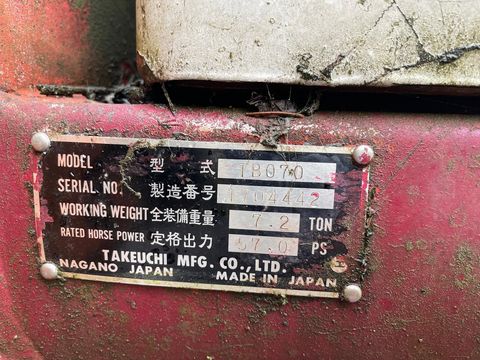 MODEL 型式 TB070
SERIAL NO. 製造番号 1704442
WORKING WEIGHT 全装備重量 7.2 TON
RATED HORSE POWER 定格出力 57.0 PS
TAKEUCHI MFG. CO., LTD.
NAGANO JAPAN MADE IN JAPAN